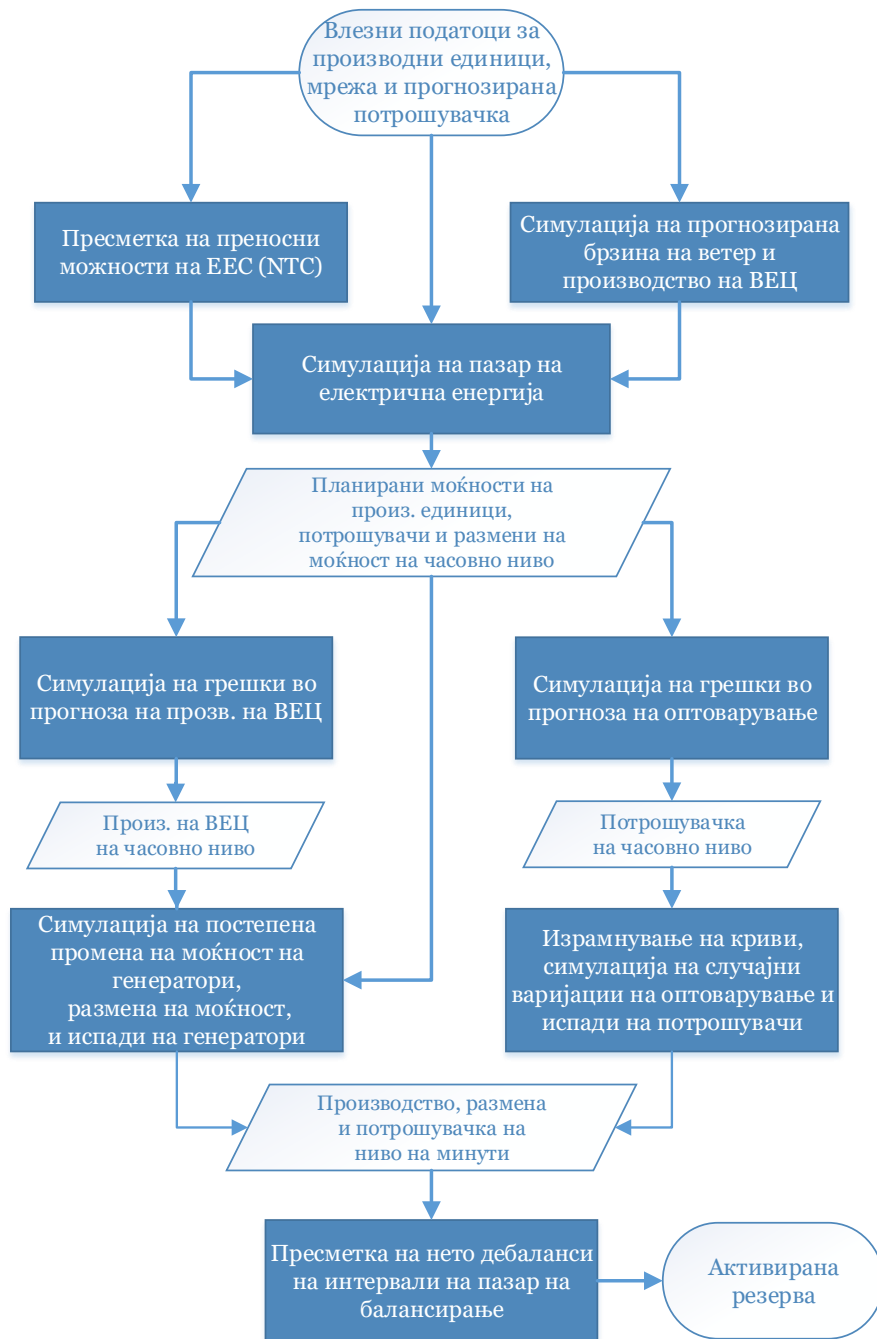 Влезни податоци за
производни единици,
мрежа и прогнозирана
потрошувачка
Пресметка на преносни
можности на ЕЕС (NTC)
Симулација на прогнозирана
брзина на ветер и
производство на ВЕЦ
Симулација на пазар на
електрична енергија
Планирани моќности на
произ. единици,
потрошувачи и размени на
моќност на часовно ниво
Симулација на грешки во
прогноза на прозв. на ВЕЦ
Симулација на грешки во
прогноза на оптоварување
Произ. на ВЕЦ
на часовно ниво
Потрошувачка
на часовно ниво
Симулација на постепена
промена на моќност на
генератори,
размена на моќност,
и испади на генератори
Израмнување на криви,
симулација на случајни
варијации на оптоварување и
испади на потрошувачи
Производство, размена
и потрошувачка на
ниво на минути
Пресметка на нето дебаланси
на интервали на пазар на
балансирање
Активирана
резерва